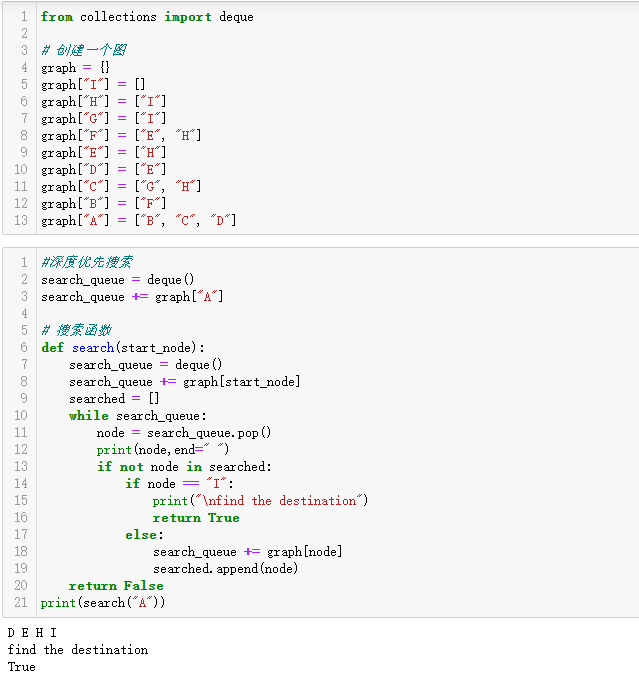 1 from collections import deque
2
3 # 创建一个图
4 graph = {}
5 graph["I"] = []
6 graph["H"] = ["I"]
7 graph["G"] = ["I"]
8 graph["F"] = ["E", "H"]
9 graph["E"] = ["H"]
10 graph["D"] = ["E"]
11 graph["C"] = ["G", "H"]
12 graph["B"] = ["F"]
13 graph["A"] = ["B", "C", "D"]
1 #深度优先搜索
2 search_queue = deque()
3 search_queue += graph["A"]
4
5 # 搜索函数
6 def search(start_node):
7     search_queue = deque()
8     search_queue += graph[start_node]
9     searched = []
10     while search_queue:
11         node = search_queue.pop()
12         print(node,end=" ")
13         if not node in searched:
14             if node == "I":
15                 print("\nfind the destination")
16                 return True
17             else:
18                 search_queue += graph[node]
19                 searched.append(node)
20     return False
21 print(search("A"))
D E H I
find the destination
True